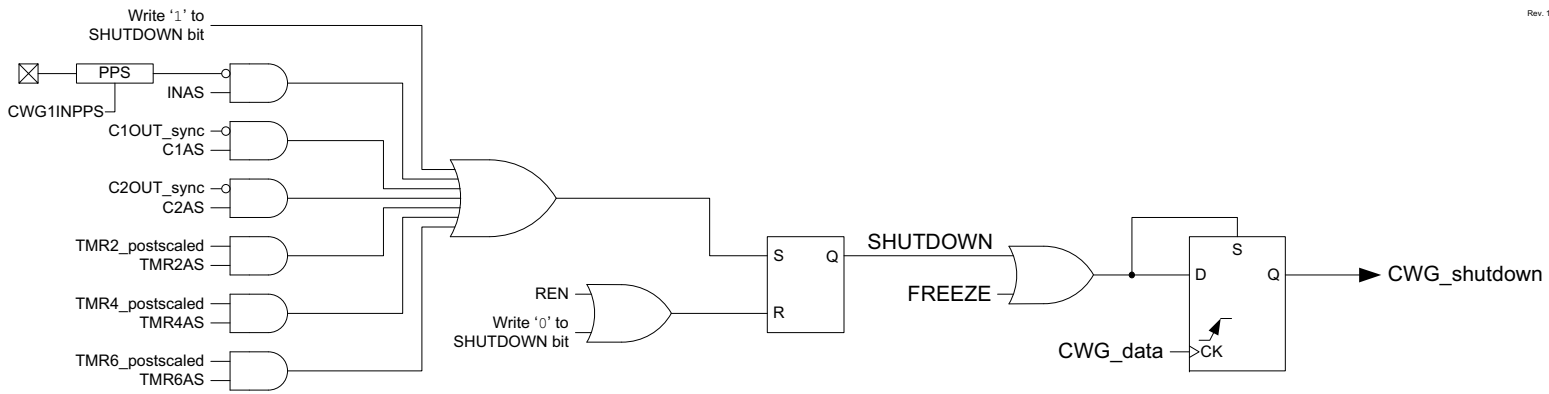 Rev. 1
Write ‘1’ to
SHUTDOWN bit
PPS
INAS
CWG1INPPS
C1OUT_sync
C1AS
C2OUT_sync
C2AS
TMR2_postscaled
TMR2AS
TMR4_postscaled
TMR4AS
TMR6_postscaled
TMR6AS
REN
Write ‘0’ to
SHUTDOWN bit
S
Q
R
SHUTDOWN
FREEZE
S
D
Q
CWG_data
CK
CWG_shutdown